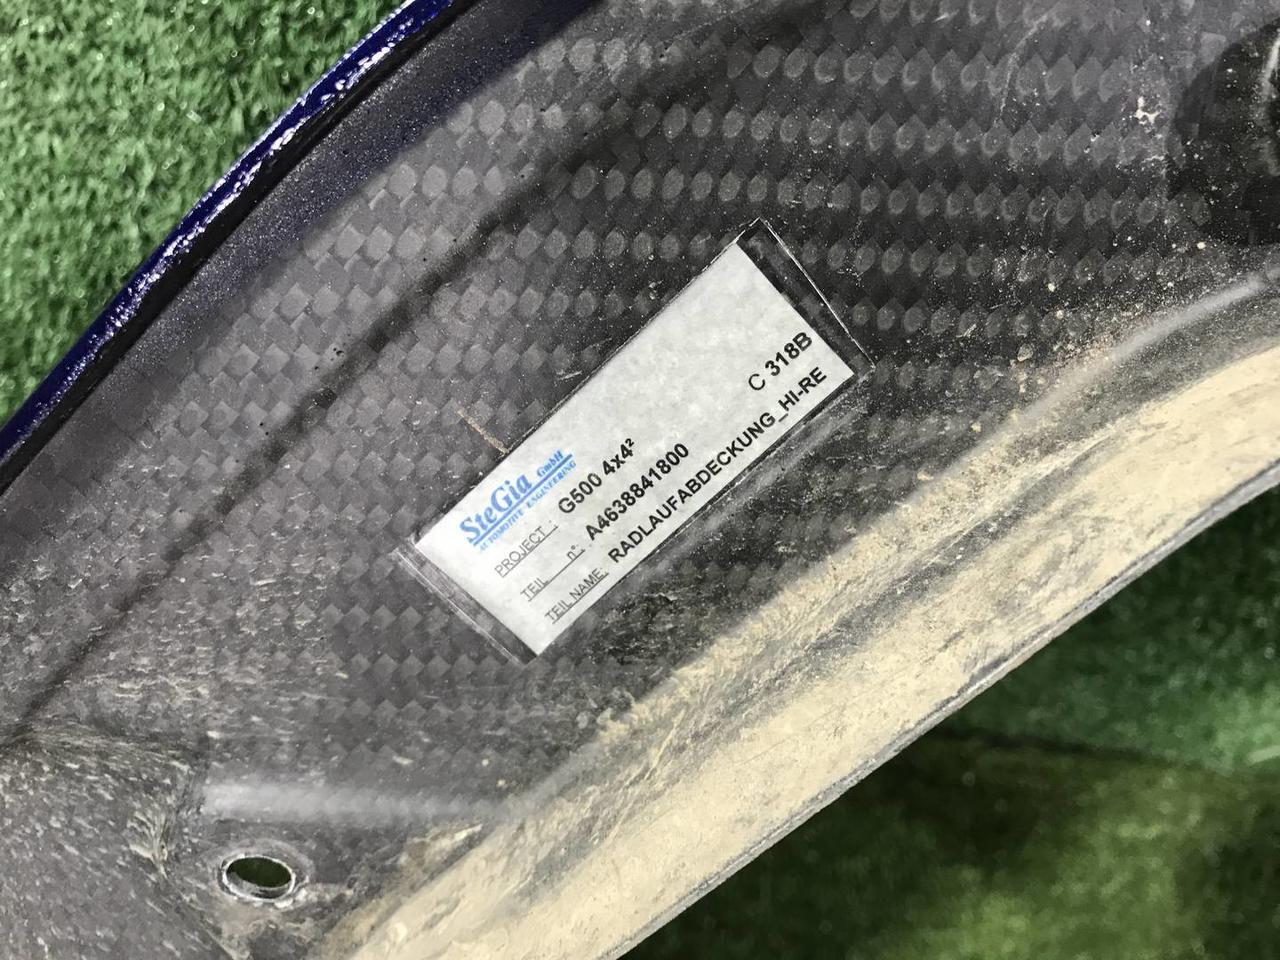 SteGia GmbH
AUTOMOTIVE ENGINEERING
PROJECT : G500 4x4²
C 318B
TEIL n°: A4638841800
TEIL NAME: RADLAUFABDECKUNG_HI-RE